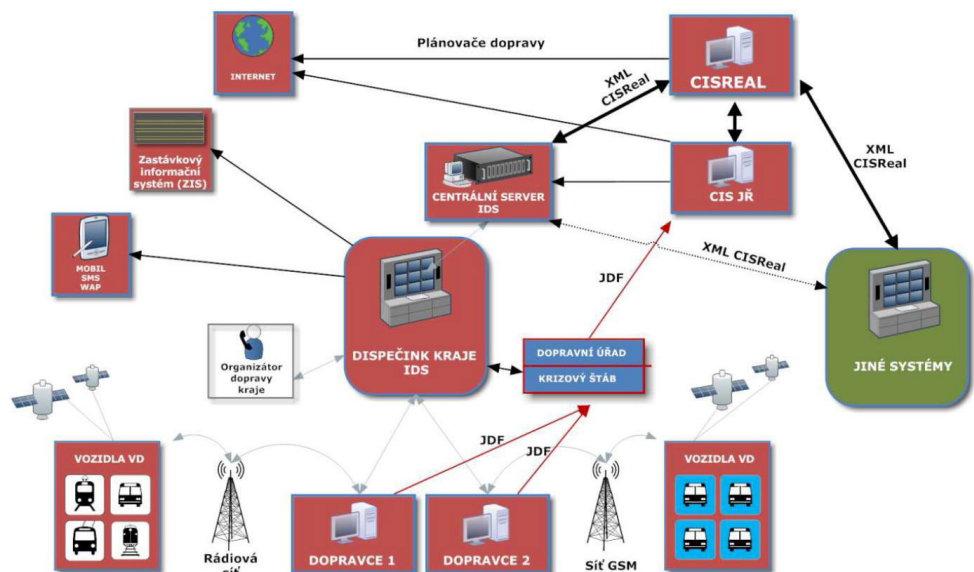 INTERNET
Plánovače dopravy
CISREAL
XML
CISReal
XML
CISReal
Zastávkový
informační
systém (ZIS)
CENTRÁLNÍ SERVER
IDS
CIS JŘ
MOBIL
SMS
WAP
XML CISReal
JDF
Organizátor
dopravy
kraje
DISPEČINK KRAJE
IDS
DOPRAVNÍ ÚŘAD
KRIZOVÝ ŠTÁB
JINÉ SYSTÉMY
VOZIDLA VD
JDF
JDF
VOZIDLA VD
Rádiová
síť
DOPRAVCE 1
DOPRAVCE 2
Síť GSM